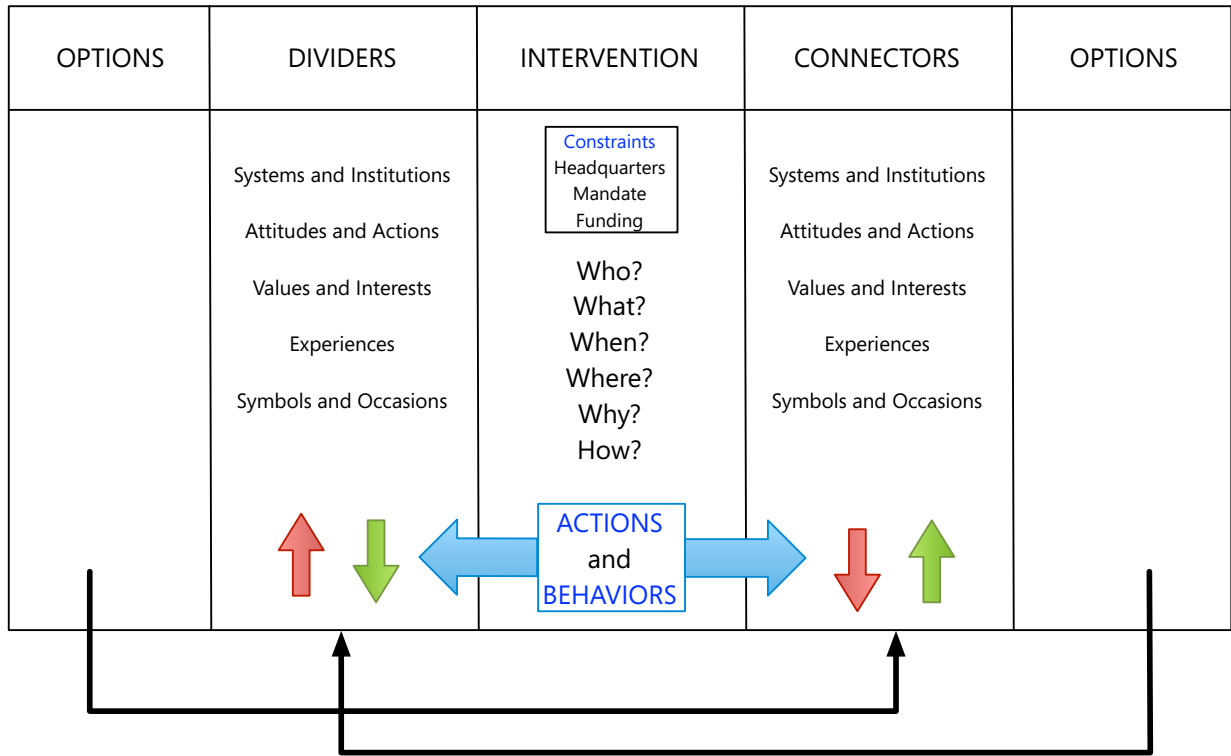 OPTIONS
DIVIDERS
INTERVENTION
CONNECTORS
OPTIONS
Systems and Institutions
Attitudes and Actions
Values and Interests
Experiences
Symbols and Occasions
Constraints
Headquarters
Mandate
Funding
Who?
What?
When?
Where?
Why?
How?
ACTIONS
and
BEHAVIORS
Systems and Institutions
Attitudes and Actions
Values and Interests
Experiences
Symbols and Occasions